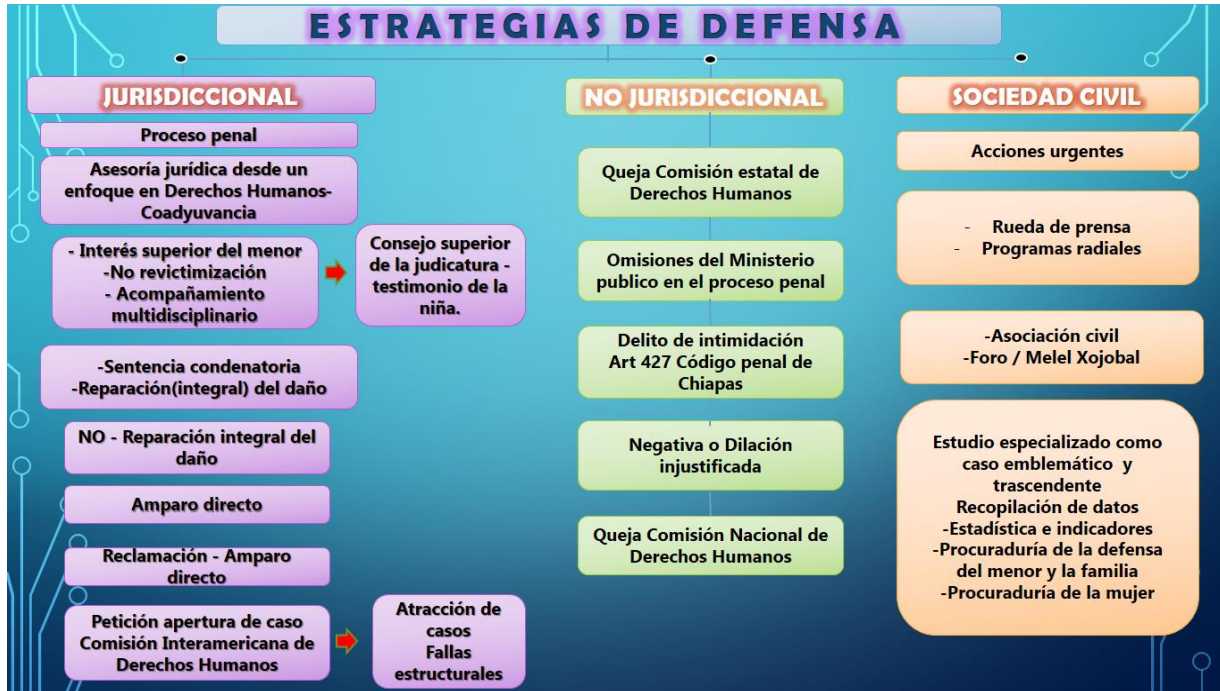 ESTRATEGIAS DE DEFENSA
JURISDICCIONAL
Proceso penal
Asesoría jurídica desde un
enfoque en Derechos Humanos-
Coadyuvancia
- Interés superior del menor
-No revictimización
- Acompañamiento
multidisciplinario
Consejo superior
de la judicatura -
testimonio de la
niña.
-Sentencia condenatoria
-Reparación(integral) del daño
NO - Reparación integral del
daño
Amparo directo
Reclamación - Amparo
directo
Petición apertura de caso
Comisión Interamericana de
Derechos Humanos
Atracción de
casos
Fallas
estructurales
NO JURISDICCIONAL
Queja Comisión estatal de
Derechos Humanos
Omisiones del Ministerio
publico en el proceso penal
Delito de intimidación
Art 427 Código penal de
Chiapas
Negativa o Dilación
injustificada
Queja Comisión Nacional de
Derechos Humanos
SOCIEDAD CIVIL
Acciones urgentes
- Rueda de prensa
- Programas radiales
-Asociación civil
-Foro / Melel Xojobal
Estudio especializado como
caso emblemático y
trascendente
Recopilación de datos
-Estadística e indicadores
-Procuraduría de la defensa
del menor y la familia
-Procuraduría de la mujer